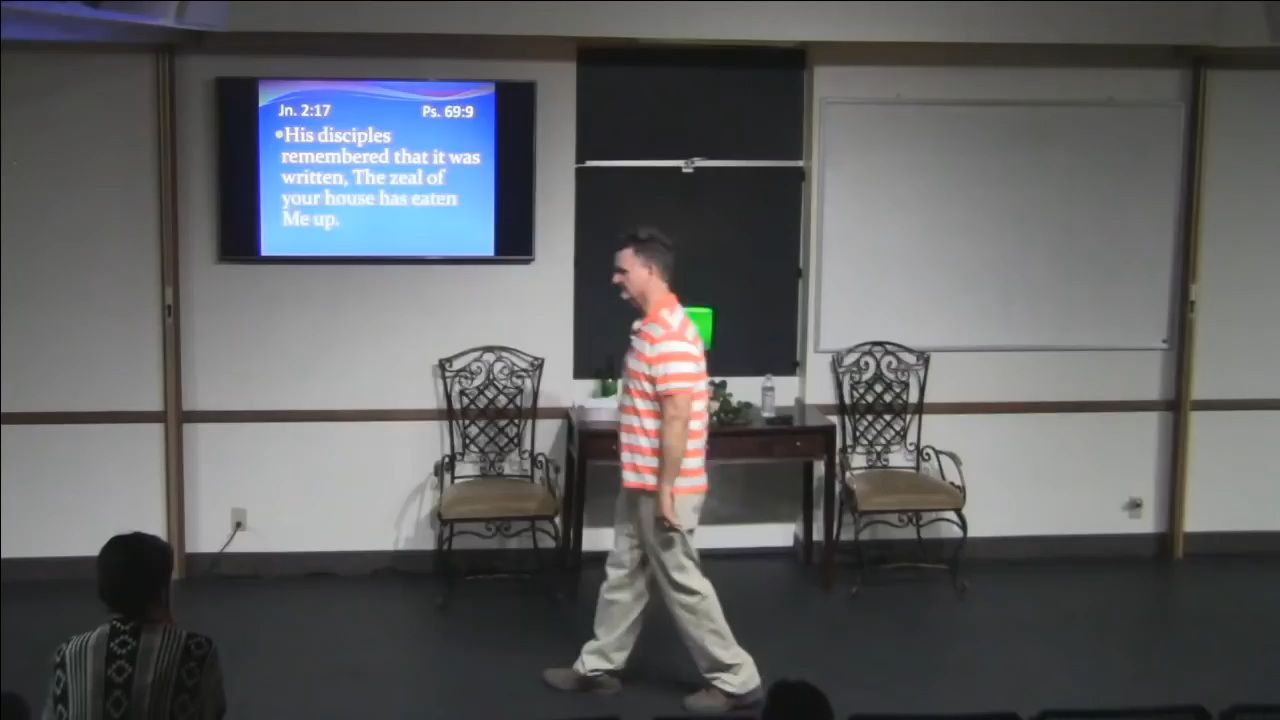 Jn. 2:17 Ps. 69:9
•His disciples
remembered that it was
written, The zeal of
your house has eaten
Me up.